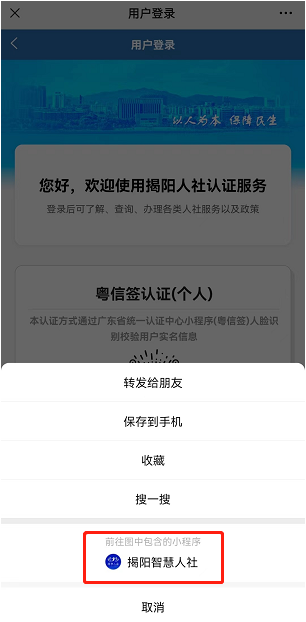 用户登录
用户登录
以人为本 保障民生
您好，欢迎使用揭阳人社认证服务
登录后可了解、查询、办理各类人社服务以及政策
粤信签认证(个人)
本认证方式通过广东省统一认证中心小程序(粤信签)人脸识
别校验用户实名信息
转发给朋友
保存到手机
收藏
搜一搜
前往图中包含的小程序
揭阳智慧人社
取消